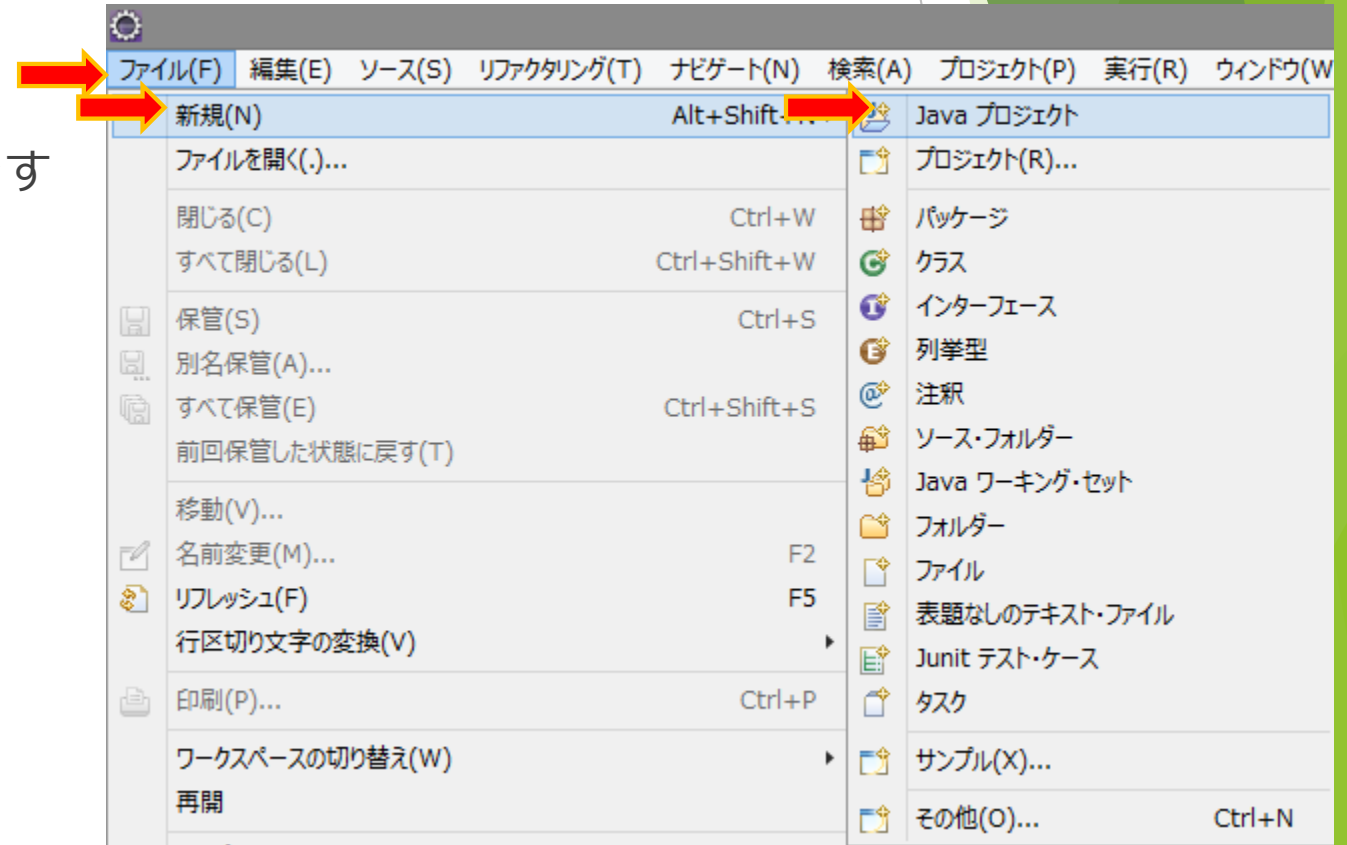 ファイル(F) 編集(E) ソース(S) リファクタリング(T) ナビゲート(N) 検索(A) プロジェクト(P) 実行(R) ウィンドウ(W
新規(N) Alt+Shift+N
す
ファイルを開く(.)...
閉じる(C) Ctrl+W
すべて閉じる(L) Ctrl+Shift+W
保管(S) Ctrl+S
別名保管(A)...
すべて保管(E) Ctrl+Shift+S
前回保管した状態に戻す(T)
移動(V)...
名前変更(M)... F2
リフレッシュ(F) F5
行区切り文字の変換(V)
印刷(P)... Ctrl+P
ワークスペースの切り替え(W)
再開
Java プロジェクト
プロジェクト(R)...
パッケージ
クラス
インターフェース
列挙型
注釈
ソース・フォルダー
Java ワーキング・セット
フォルダー
ファイル
表題なしのテキスト・ファイル
Junit テスト・ケース
タスク
サンプル(X)...
その他(O)... Ctrl+N